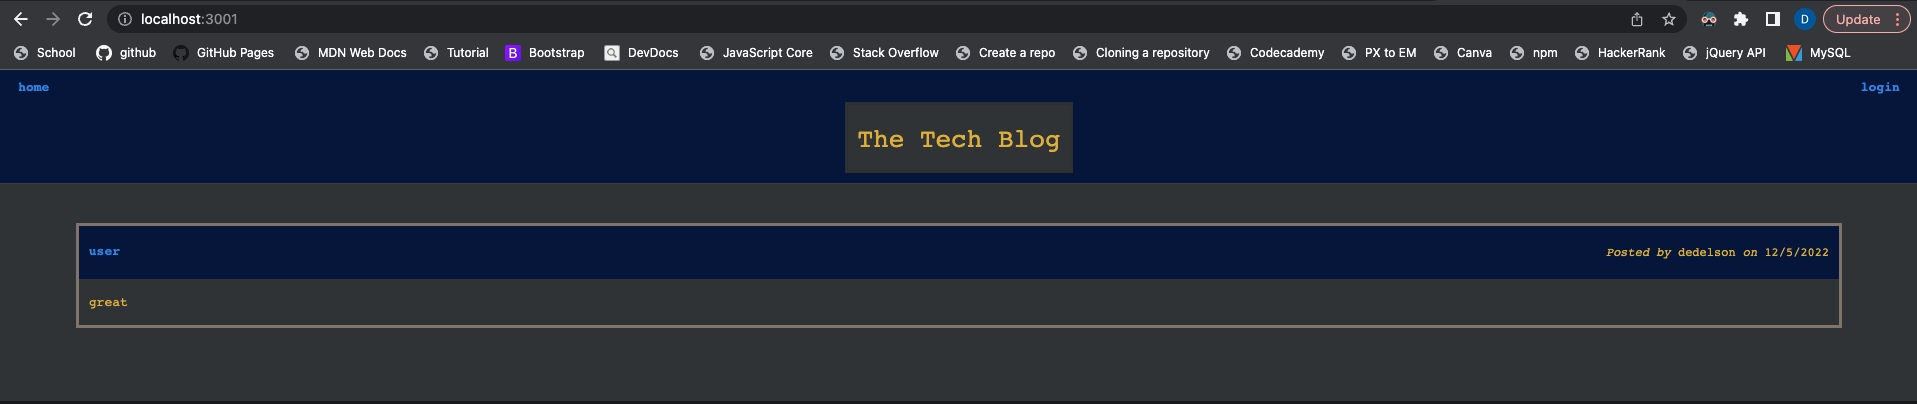 localhost:3001 D Update
School github GitHub Pages MDN Web Docs Tutorial B Bootstrap DevDocs JavaScript Core Stack Overflow Create a repo Cloning a repository Codecademy PX to EM Canva npm HackerRank jQuery API MySQL
home login
The Tech Blog
user Posted by dedelson on 12/5/2022
great